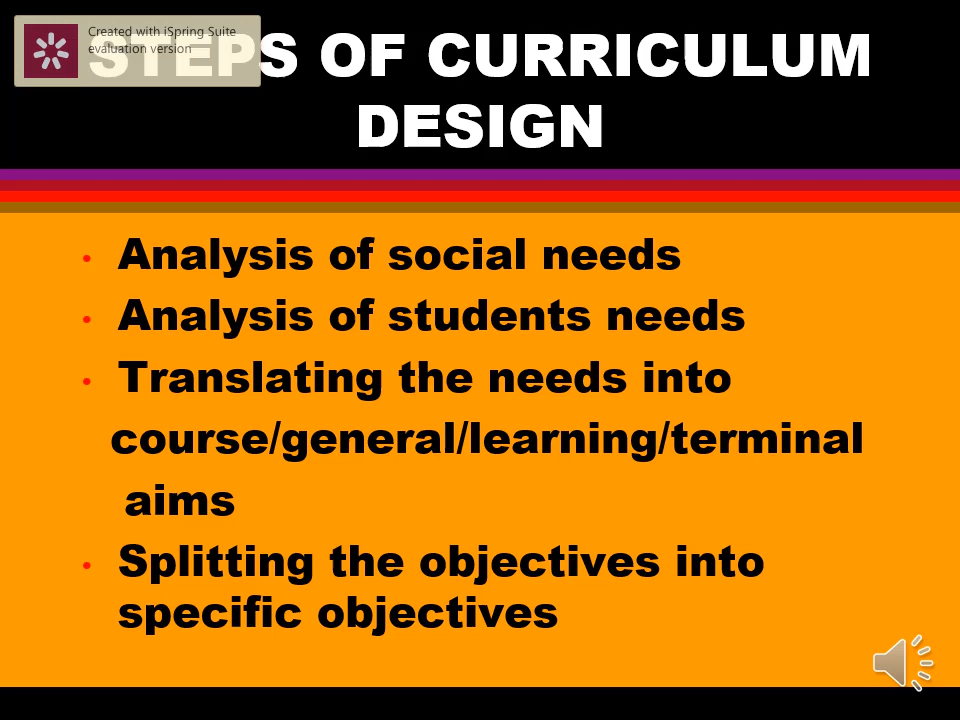 Created with iSpring Suite
evaluation version
STEPS OF CURRICULUM
DESIGN
• Analysis of social needs
• Analysis of students needs
• Translating the needs into
course/general/learning/terminal
aims
• Splitting the objectives into
specific objectives